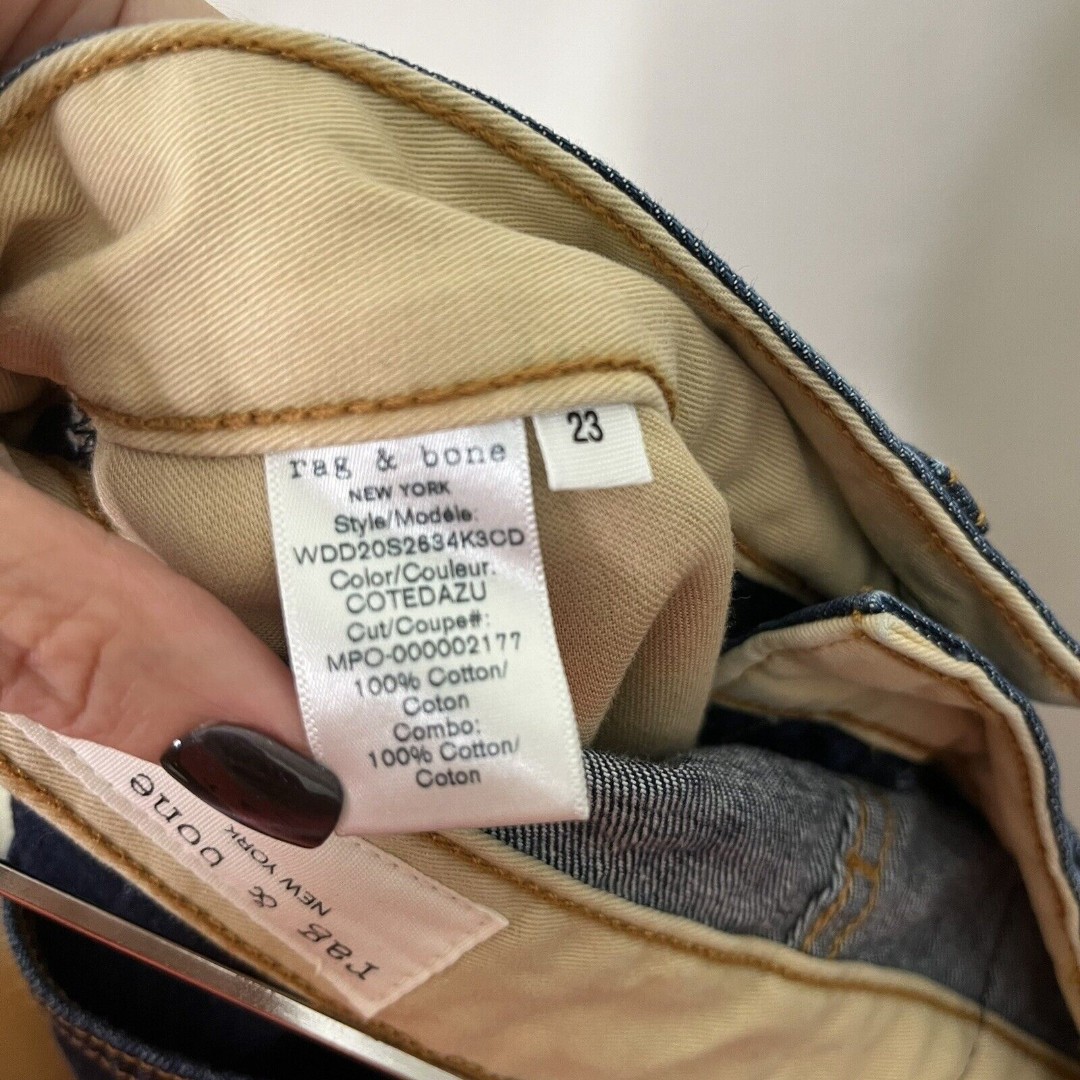 rag & bone
NEW YORK
Style/Modéle:
WDD20S2634K3CD
Color/Couleur:
COTEDAZU
Cut/Coupe#:
MPO-000002177
100% Cotton/
Coton
Combo:
100% Cotton/
Coton
23
rag & bone
NEW YORK